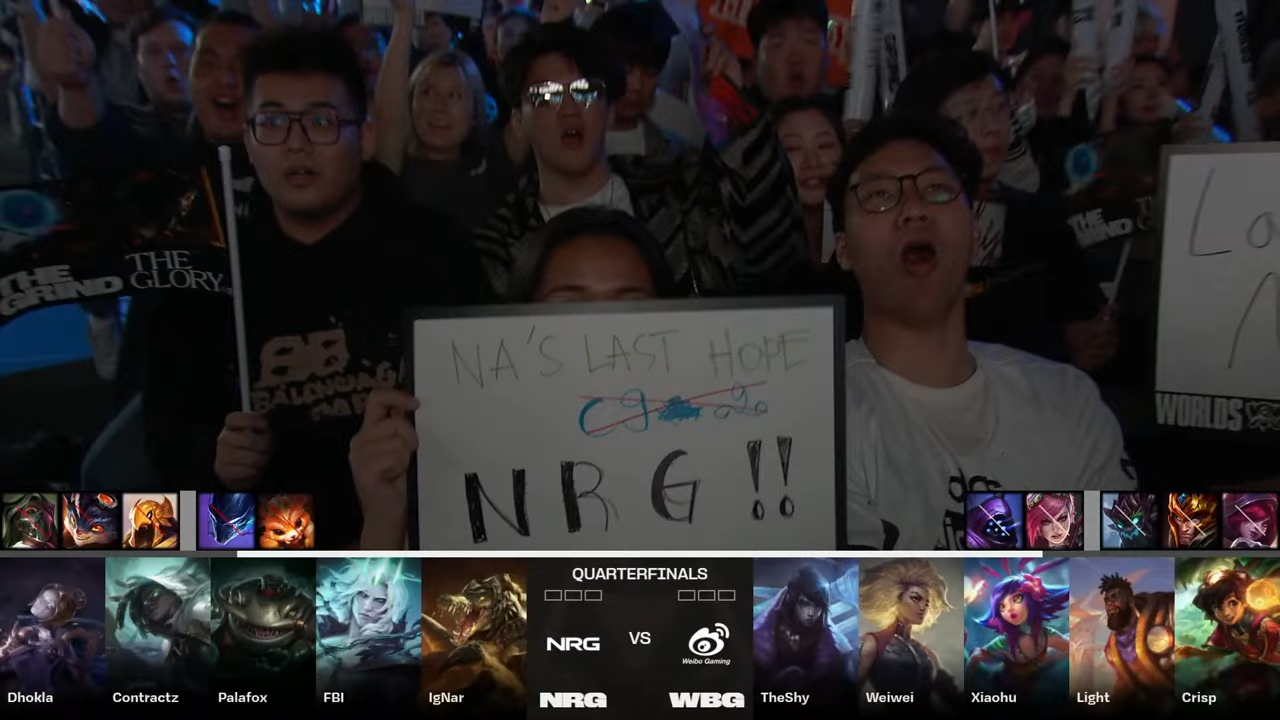 THE
GRIND
THE
GLORY
THE
GRIND
NA'S LAST HOPE
NRG!!
WORLDS
QUARTERFINALS
NRG
VS
Weibo Gaming
NRG
WBG
Dhokla
Contractz
Palafox
FBI
IgNar
TheShy
Weiwei
Xiaohu
Light
Crisp